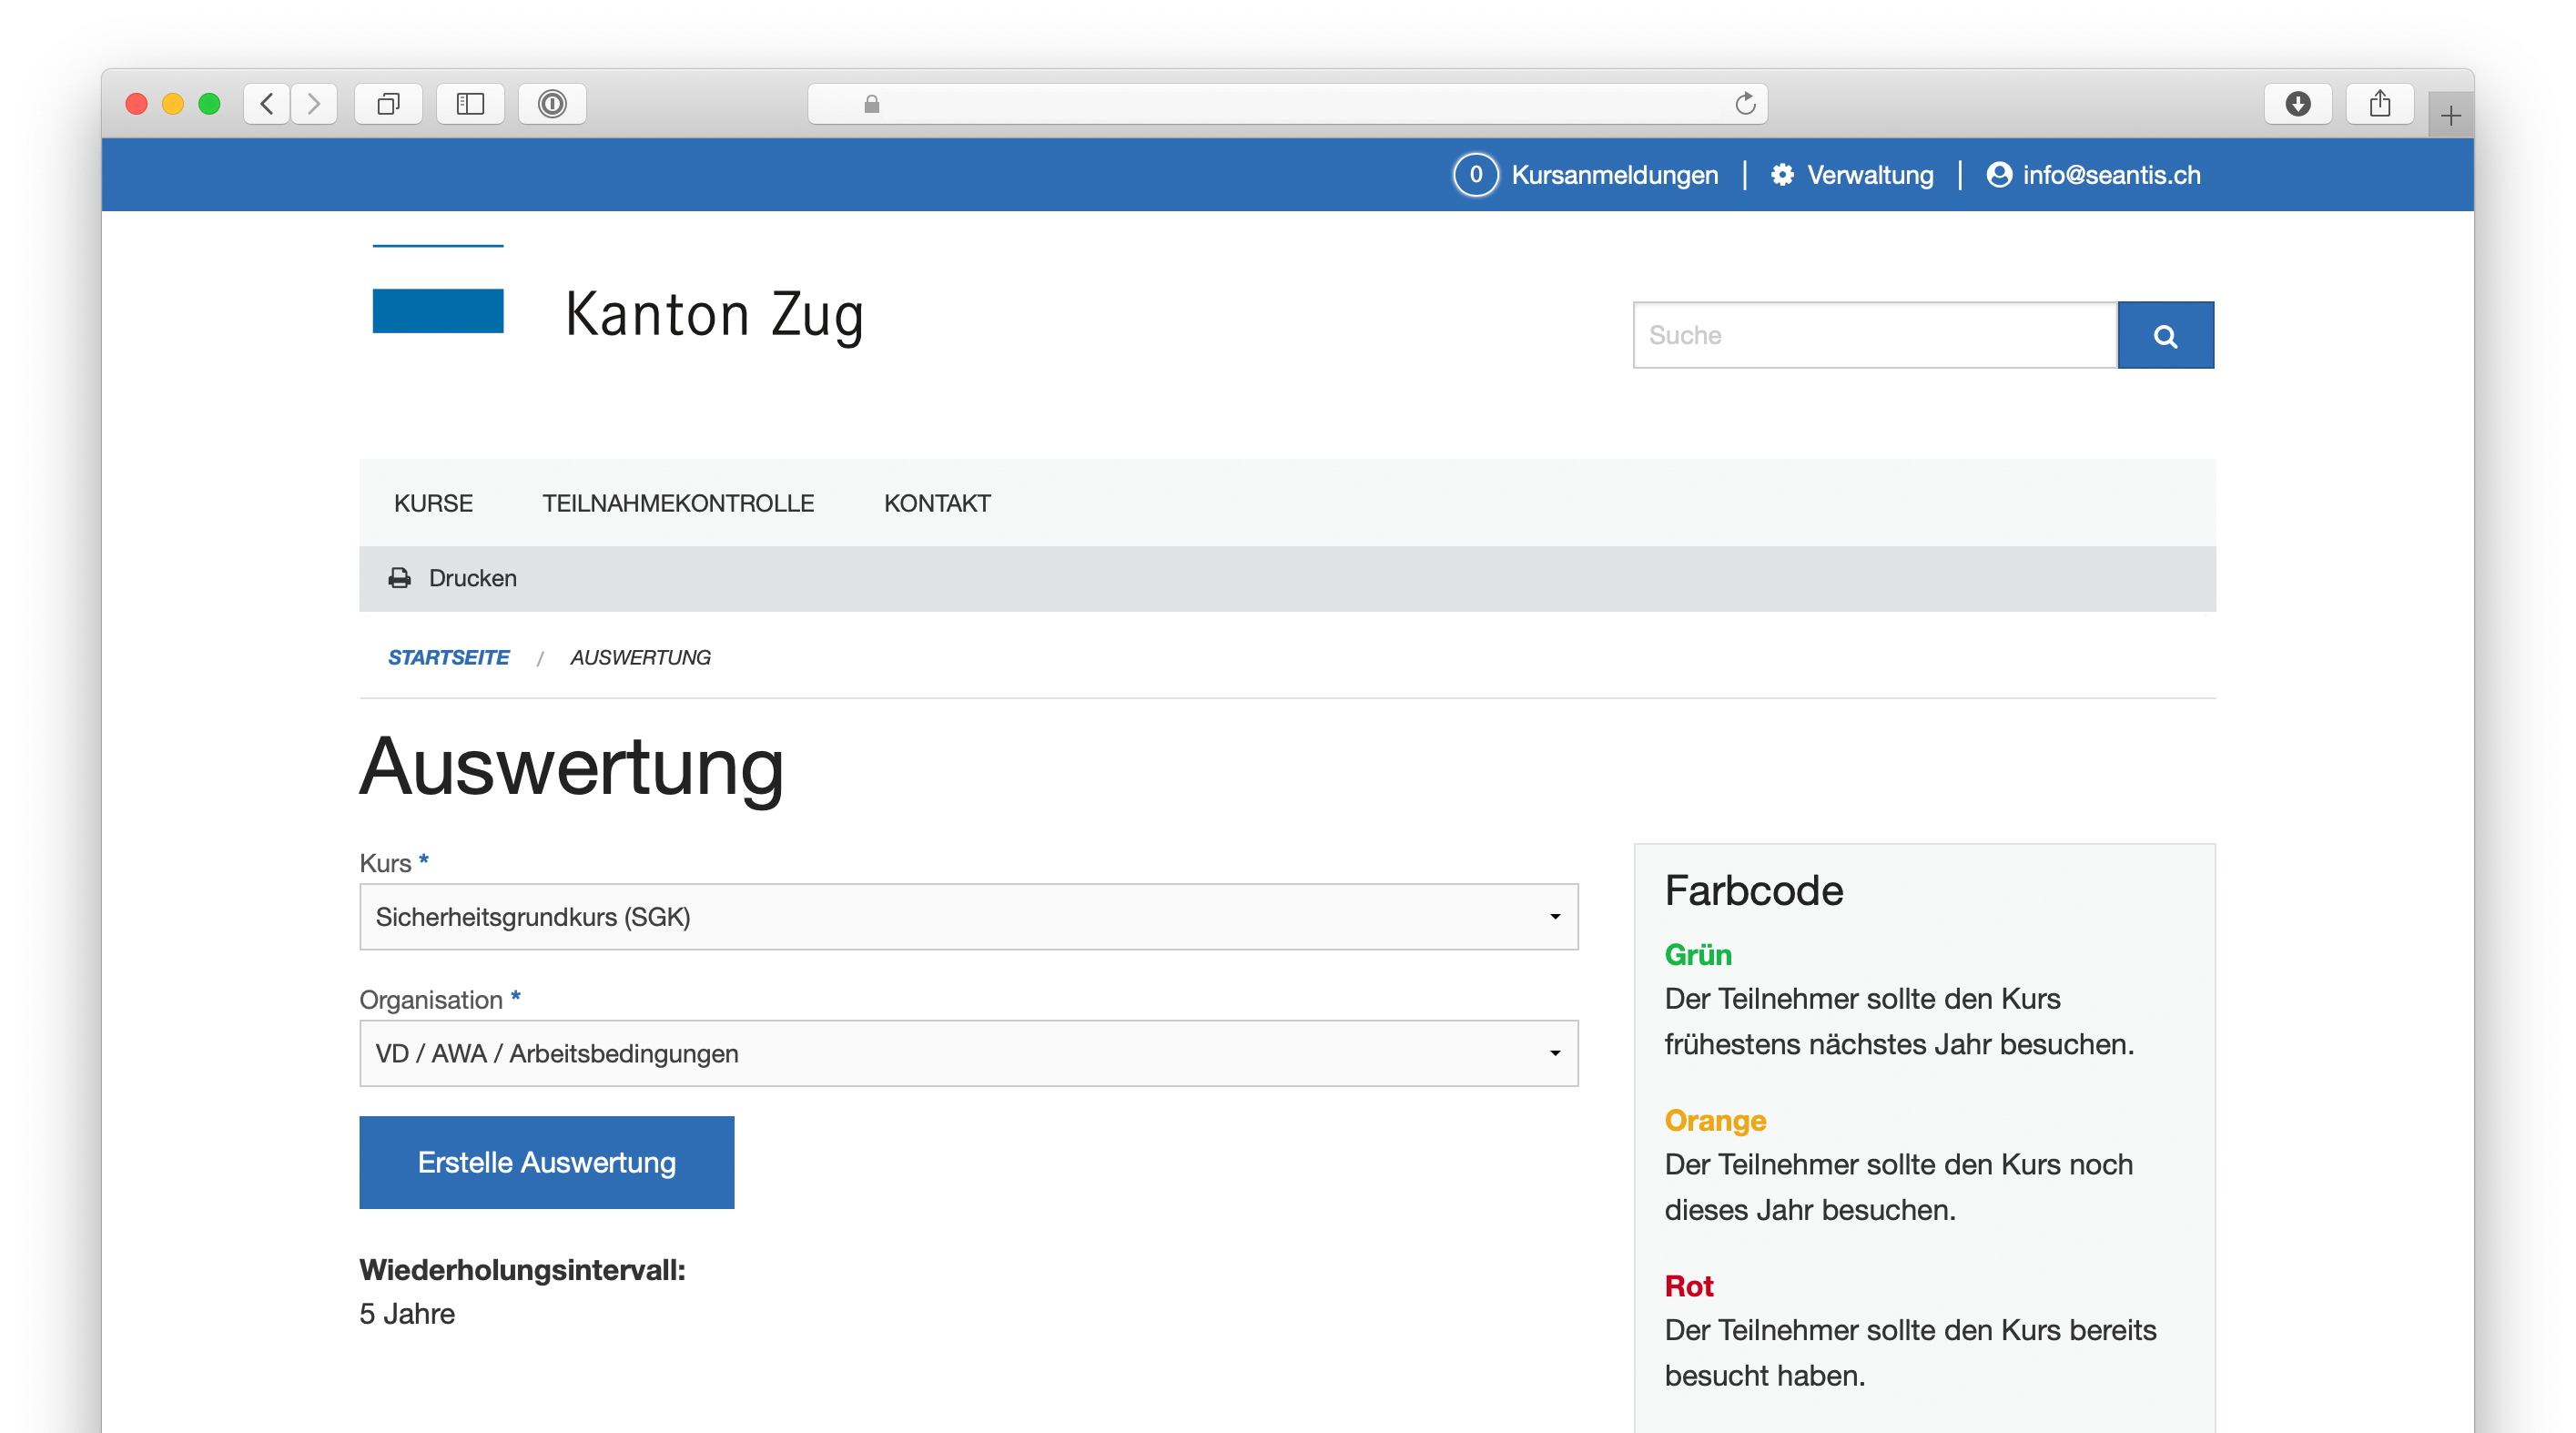 0 Kursanmeldungen | Verwaltung | info@seantis.ch
Kanton Zug
Suche
KURSE TEILNAHMEKONTROLLE KONTAKT
Drucken
STARTSEITE / AUSWERTUNG
Auswertung
Kurs *
Sicherheitsgrundkurs (SGK)
Organisation *
VD / AWA / Arbeitsbedingungen
Erstelle Auswertung
Wiederholungsintervall:
5 Jahre
Farbcode
Grün
Der Teilnehmer sollte den Kurs
frühestens nächstes Jahr besuchen.
Orange
Der Teilnehmer sollte den Kurs noch
dieses Jahr besuchen.
Rot
Der Teilnehmer sollte den Kurs bereits
besucht haben.